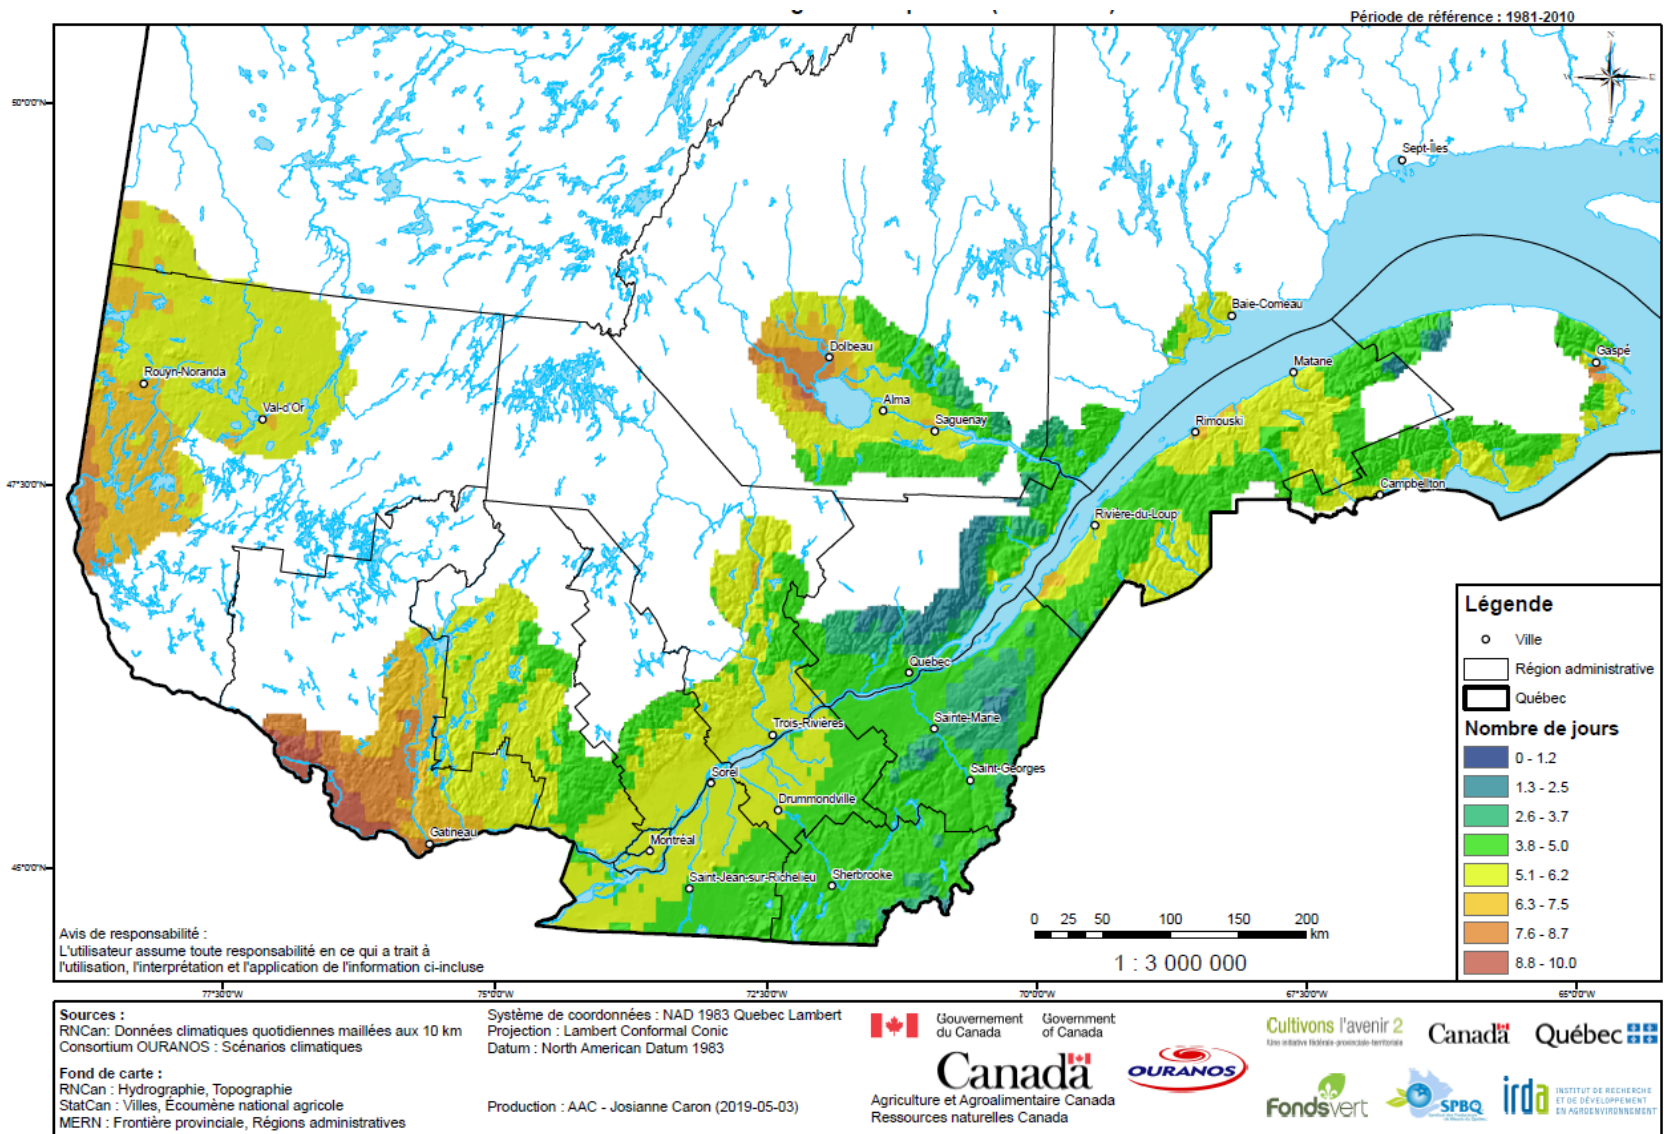 Période de référence : 1981-2010
N
W
E
S
50°0'0"N
47°30'0"N
45°0'0"N
Sept-Îles
Baie-Comeau
Dolbeau
Matane
Gaspé
Rouyn-Noranda
Val-d'Or
Alma
Saguenay
Rimouski
Campbellton
Rivière-du-Loup
Québec
Trois-Rivières
Sainte-Marie
Sorel
Saint-Georges
Drummondville
Gatineau
Montréal
Saint-Jean-sur-Richelieu
Sherbrooke
Légende
Ville
Région administrative
Québec
Nombre de jours
0 - 1.2
1.3 - 2.5
2.6 - 3.7
3.8 - 5.0
5.1 - 6.2
6.3 - 7.5
7.6 - 8.7
8.8 - 10.0
0 25 50 100 150 200
km
1 : 3 000 000
Avis de responsabilité :
L'utilisateur assume toute responsabilité en ce qui a trait à
l'utilisation, l'interprétation et l'application de l'information ci-incluse
77°30'0"W
75°0'0"W
72°30'0"W
70°0'0"W
67°30'0"W
65°0'0"W
Sources :
RNCan: Données climatiques quotidiennes maillées aux 10 km
Consortium OURANOS : Scénarios climatiques
Fond de carte :
RNCan : Hydrographie, Topographie
StatCan : Villes, Écoumène national agricole
MERN : Frontière provinciale, Régions administratives
Système de coordonnées : NAD 1983 Quebec Lambert
Projection : Lambert Conformal Conic
Datum : North American Datum 1983
Production : AAC - Josianne Caron (2019-05-03)
Gouvernement du Canada
Government of Canada
Canada
Agriculture et Agroalimentaire Canada
Ressources naturelles Canada
OURANOS
Cultivons l'avenir 2
Une initiative fédérale-provinciale-territoriale
Canada
Québec
Fondsvert
SPBQ
irda
INSTITUT DE RECHERCHE
ET DE DÉVELOPPEMENT
EN AGROENVIRONNEMENT